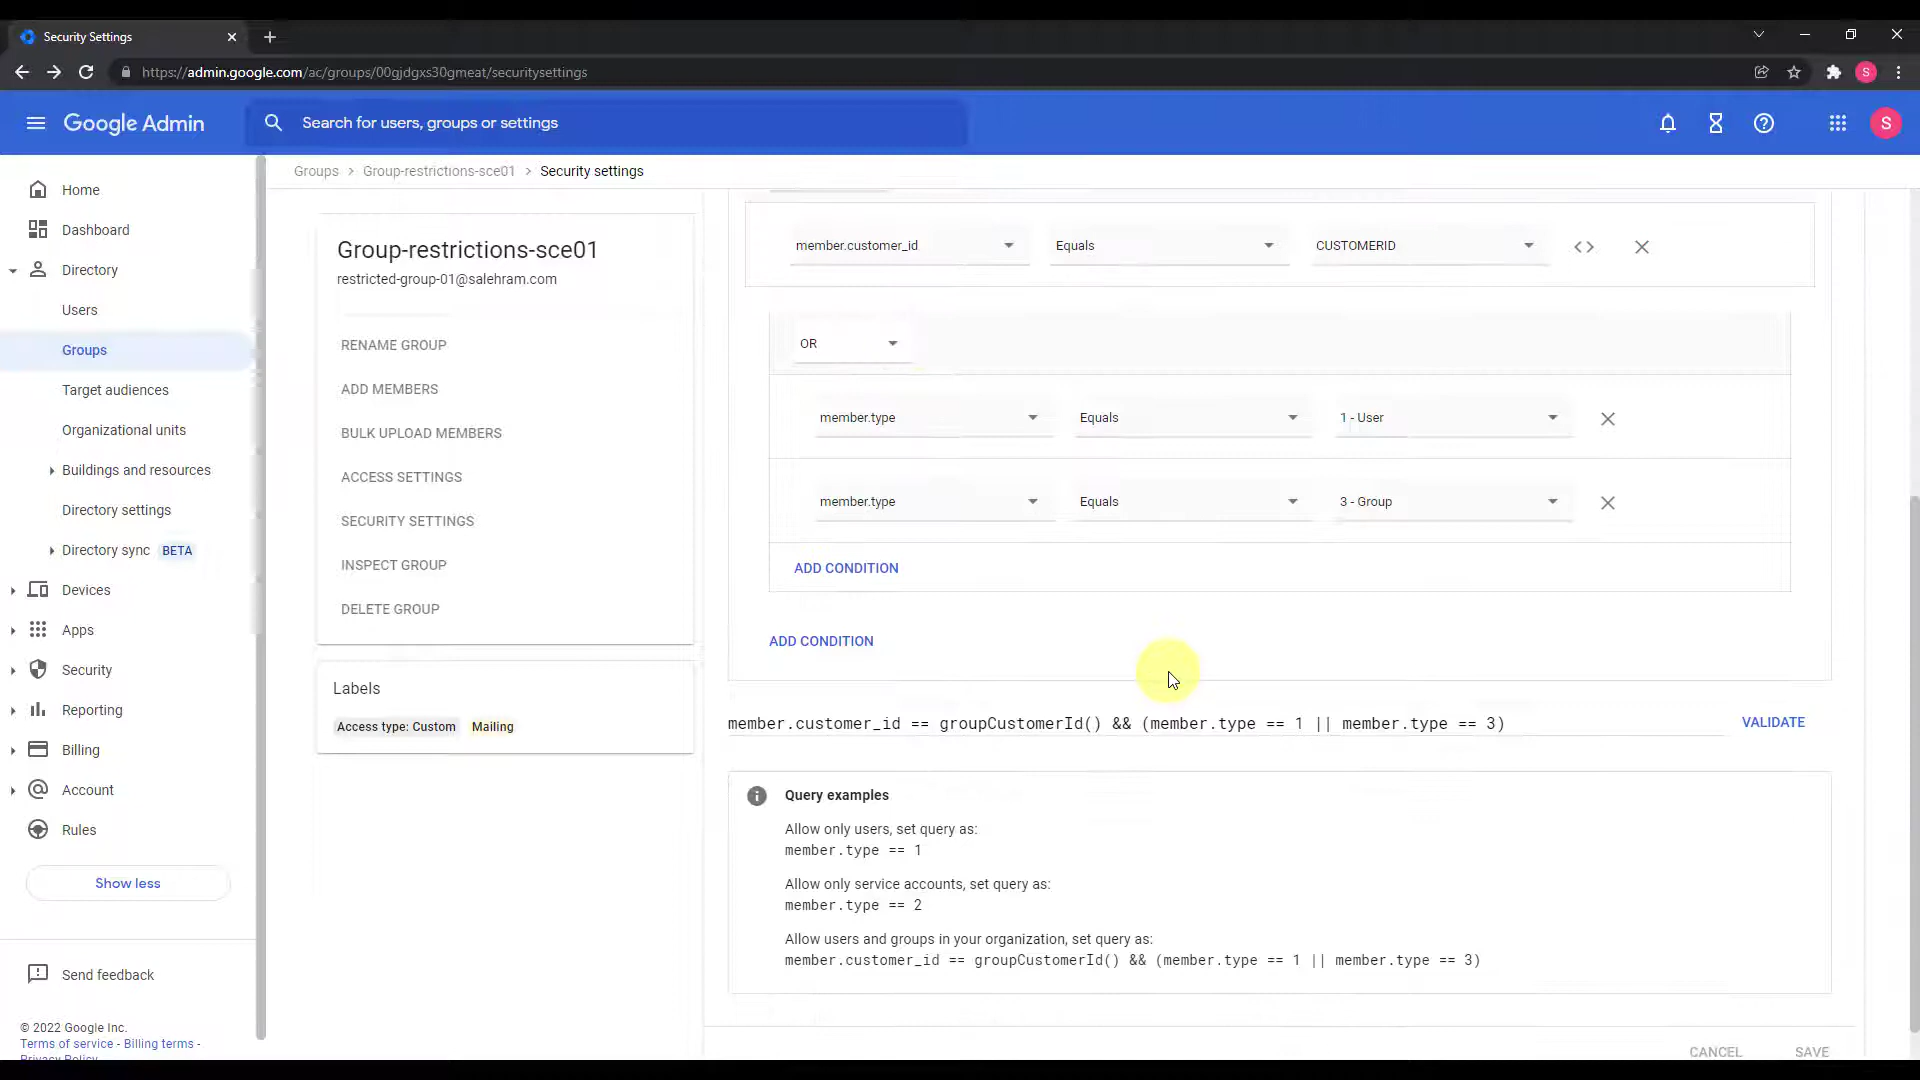 Security Settings
https://admin.google.com/ac/groups/00gjdgxs30gmeat/securitysettings
S
Google Admin
Search for users, groups or settings
S
Groups > Group-restrictions-sce01 > Security settings
Home
Dashboard
Directory
Users
Groups
Target audiences
Organizational units
Buildings and resources
Directory settings
Directory sync BETA
Devices
Apps
Security
Reporting
Billing
Account
Rules
Show less
Send feedback
© 2022 Google Inc.
Terms of service - Billing terms -
Privacy Policy
Group-restrictions-sce01
restricted-group-01@salehram.com
RENAME GROUP
ADD MEMBERS
BULK UPLOAD MEMBERS
ACCESS SETTINGS
SECURITY SETTINGS
INSPECT GROUP
DELETE GROUP
Labels
Access type: Custom Mailing
member.customer_id Equals CUSTOMERID
OR
member.type Equals 1 - User
member.type Equals 3 - Group
ADD CONDITION
ADD CONDITION
member.customer_id == groupCustomerId() && (member.type == 1 || member.type == 3) VALIDATE
Query examples
Allow only users, set query as:
member.type == 1
Allow only service accounts, set query as:
member.type == 2
Allow users and groups in your organization, set query as:
member.customer_id == groupCustomerId() && (member.type == 1 || member.type == 3)
CANCEL SAVE